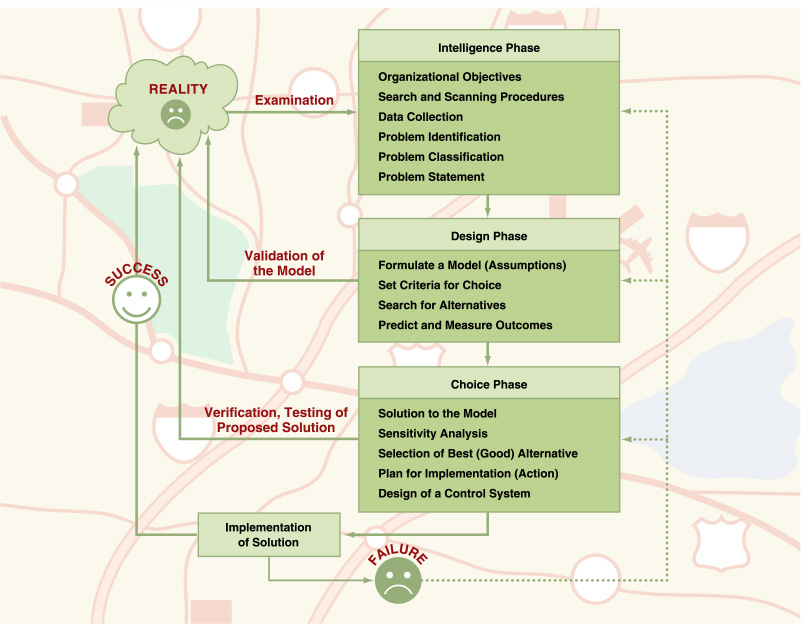 REALITY
Examination
Intelligence Phase
Organizational Objectives
Search and Scanning Procedures
Data Collection
Problem Identification
Problem Classification
Problem Statement
Design Phase
Formulate a Model (Assumptions)
Set Criteria for Choice
Search for Alternatives
Predict and Measure Outcomes
Validation of
the Model
SUCCESS
Choice Phase
Solution to the Model
Sensitivity Analysis
Selection of Best (Good) Alternative
Plan for Implementation (Action)
Design of a Control System
Verification, Testing of
Proposed Solution
Implementation
of Solution
FAILURE